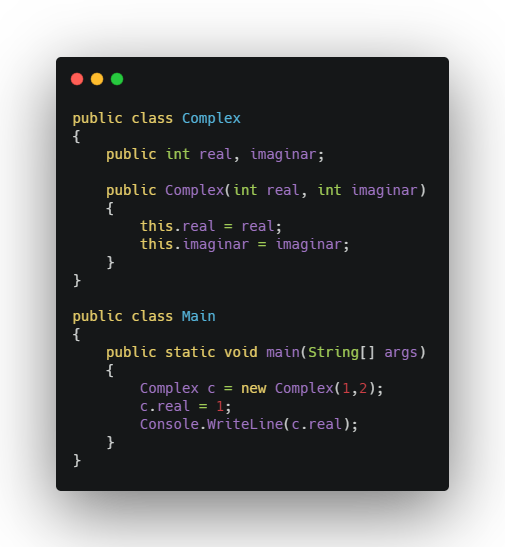 public class Complex
{
    public int real, imaginar;

    public Complex(int real, int imaginar)
    {
        this.real = real;
        this.imaginar = imaginar;
    }
}

public class Main
{
    public static void main(String[] args)
    {
        Complex c = new Complex(1,2);
        c.real = 1;
        Console.WriteLine(c.real);
    }
}